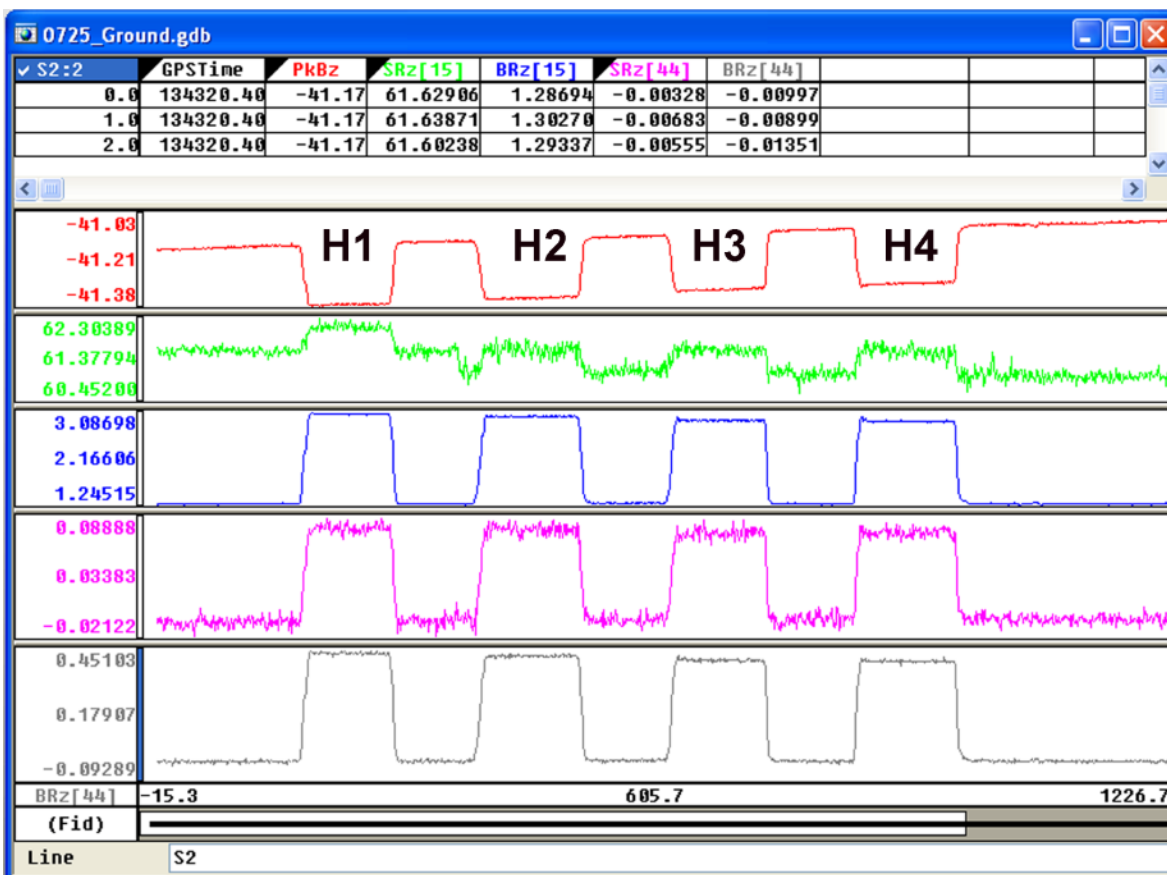 0725_Ground.gdb
✓ S2:2 GPSTime PkBz SRz[15] BRz[15] SRz[44] BRz[44]
0.0 134320.40 -41.17 61.62906 1.28694 -0.00328 -0.00997
1.0 134320.40 -41.17 61.63871 1.30270 -0.00683 -0.00899
2.0 134320.40 -41.17 61.60238 1.29337 -0.00555 -0.01351
-41.03
-41.21
-41.38
H1 H2 H3 H4
62.30389
61.37794
60.45200
3.08698
2.16606
1.24515
0.08888
0.03383
-0.02122
0.45103
0.17907
-0.09289
BRz[44] -15.3 605.7 1226.7
(Fid)
Line S2